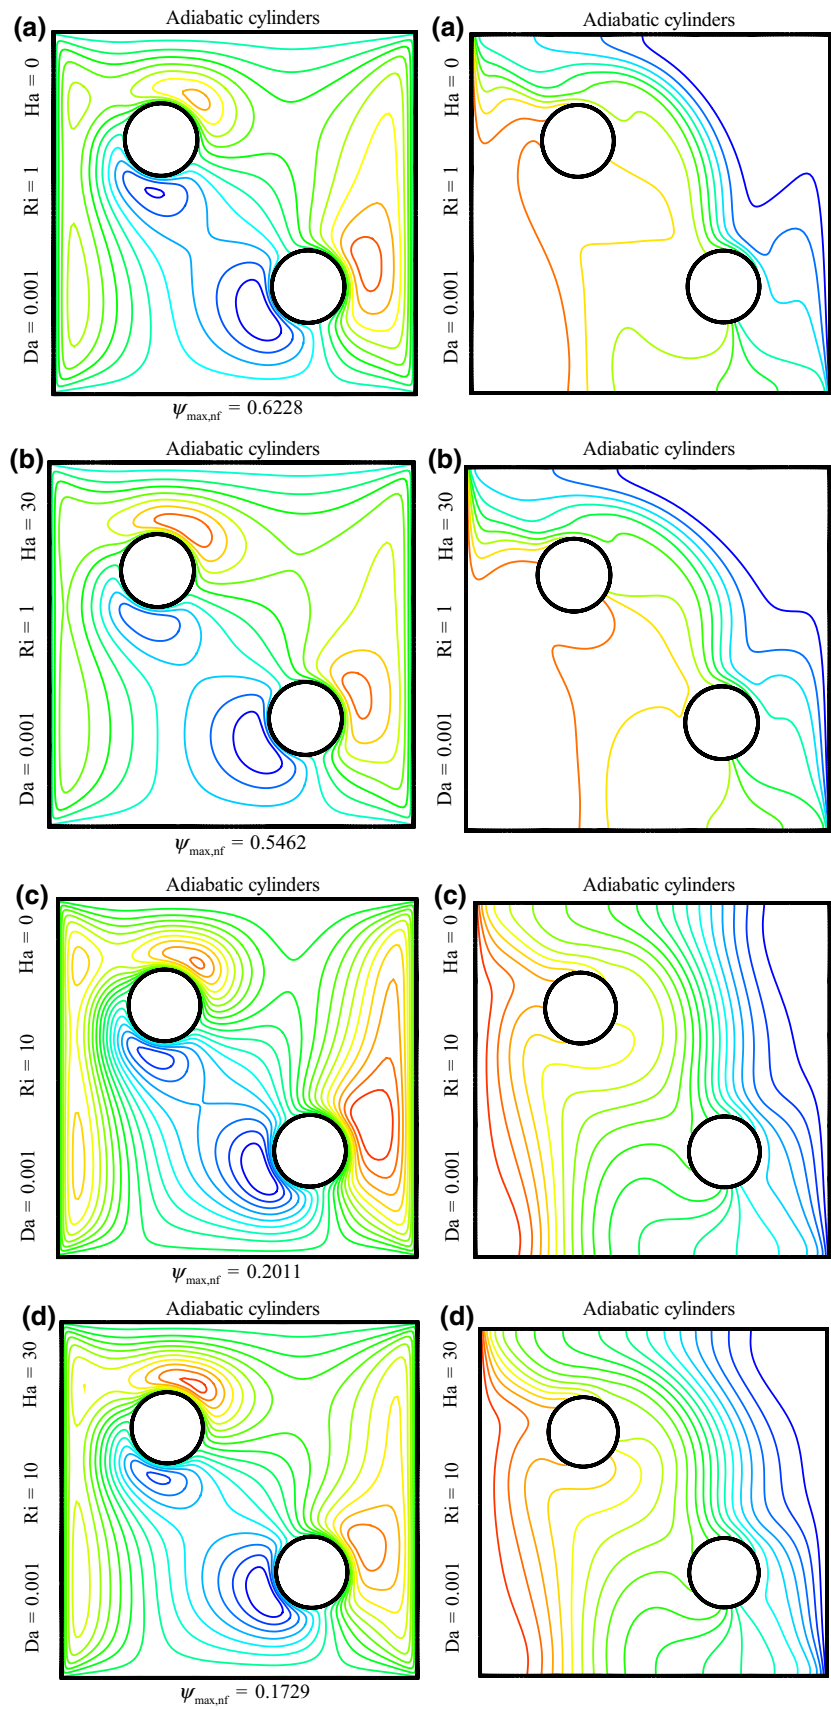 (a)
Adiabatic cylinders
Da = 0.001 Ri = 1 Ha = 0
ψmax,nf = 0.6228
(a)
Adiabatic cylinders
Da = 0.001 Ri = 1 Ha = 0
(b)
Adiabatic cylinders
Da = 0.001 Ri = 1 Ha = 30
ψmax,nf = 0.5462
(b)
Adiabatic cylinders
Da = 0.001 Ri = 1 Ha = 30
(c)
Adiabatic cylinders
Da = 0.001 Ri = 10 Ha = 0
ψmax,nf = 0.2011
(c)
Adiabatic cylinders
Da = 0.001 Ri = 10 Ha = 0
(d)
Adiabatic cylinders
Da = 0.001 Ri = 10 Ha = 30
ψmax,nf = 0.1729
(d)
Adiabatic cylinders
Da = 0.001 Ri = 10 Ha = 30